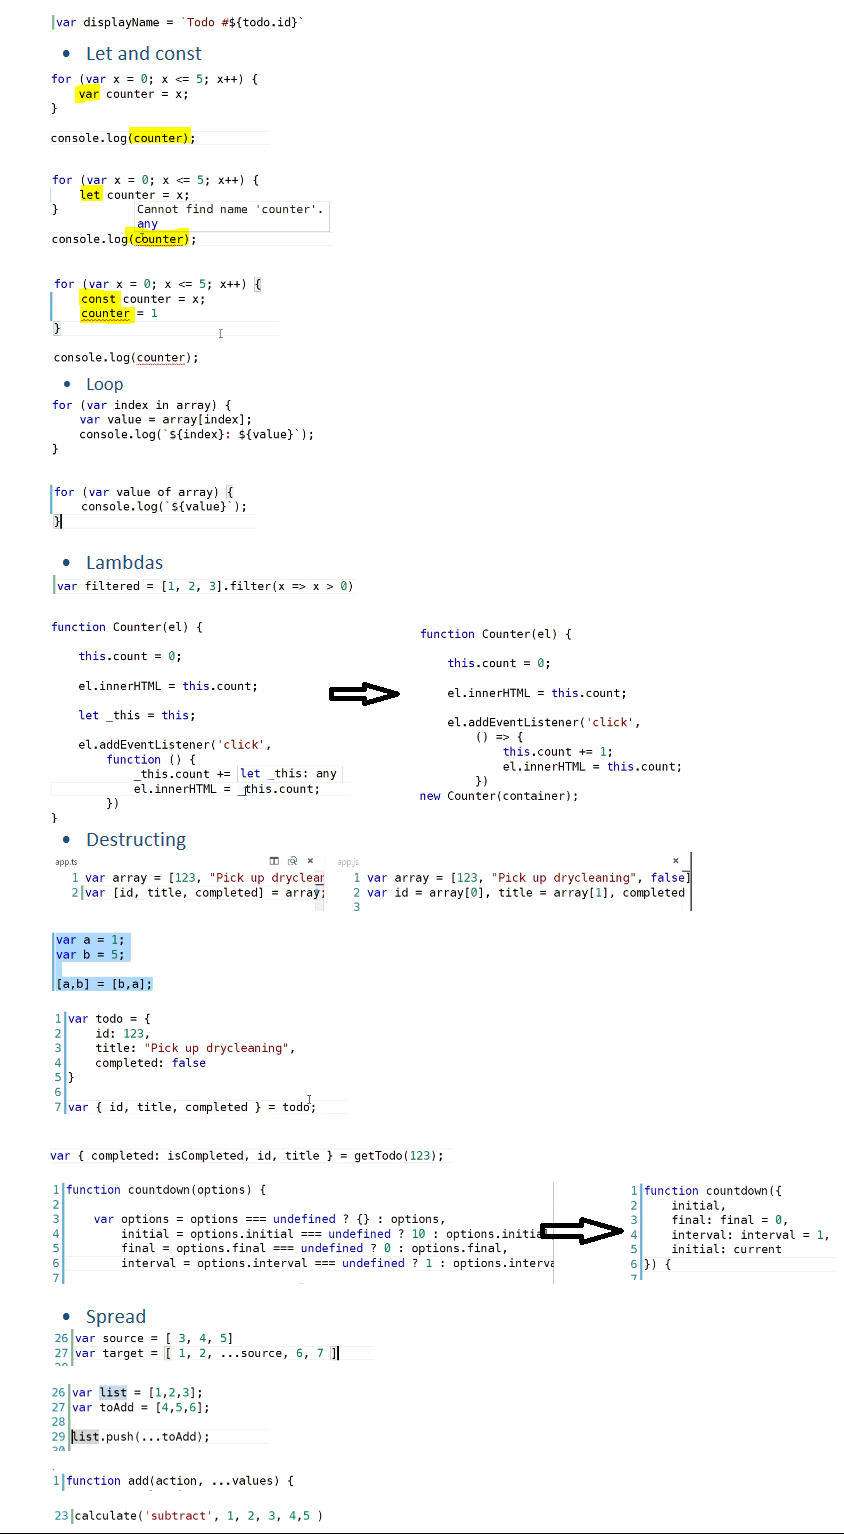 var displayName = `Todo #${todo.id}`
• Let and const
for (var x = 0; x <= 5; x++) {
var counter = x;
}
console.log(counter);
for (var x = 0; x <= 5; x++) {
let counter = x;
}
Cannot find name 'counter'.
any
console.log(counter);
for (var x = 0; x <= 5; x++) {
const counter = x;
counter = 1
}
console.log(counter);
• Loop
for (var index in array) {
var value = array[index];
console.log(`${index}: ${value}`);
}
for (var value of array) {
console.log(`${value}`);
}
• Lambdas
var filtered = [1, 2, 3].filter(x => x > 0)
function Counter(el) {
this.count = 0;
el.innerHTML = this.count;
let _this = this;
el.addEventListener('click',
function () {
_this.count += let _this: any
el.innerHTML = _this.count;
})
}
function Counter(el) {
this.count = 0;
el.innerHTML = this.count;
el.addEventListener('click',
() => {
this.count += 1;
el.innerHTML = this.count;
})
new Counter(container);
• Destructing
app.ts
1 var array = [123, "Pick up dryclear
2 var [id, title, completed] = array;
app.js
1 var array = [123, "Pick up drycleaning", false]
2 var id = array[0], title = array[1], completed
3
var a = 1;
var b = 5;
[a,b] = [b,a];
1 var todo = {
2 id: 123,
3 title: "Pick up drycleaning",
4 completed: false
5 }
6
7 var { id, title, completed } = todo;
var { completed: isCompleted, id, title } = getTodo(123);
1 function countdown(options) {
2
3 var options = options === undefined ? {} : options,
4 initial = options.initial === undefined ? 10 : options.initia
5 final = options.final === undefined ? 0 : options.final,
6 interval = options.interval === undefined ? 1 : options.interva
7
1 function countdown({
2 initial,
3 final: final = 0,
4 interval: interval = 1,
5 initial: current
6 }) {
7
• Spread
26 var source = [ 3, 4, 5]
27 var target = [ 1, 2, ...source, 6, 7 ]
26 var list = [1,2,3];
27 var toAdd = [4,5,6];
28
29 list.push(...toAdd);
30
1 function add(action, ...values) {
23 calculate('subtract', 1, 2, 3, 4,5 )